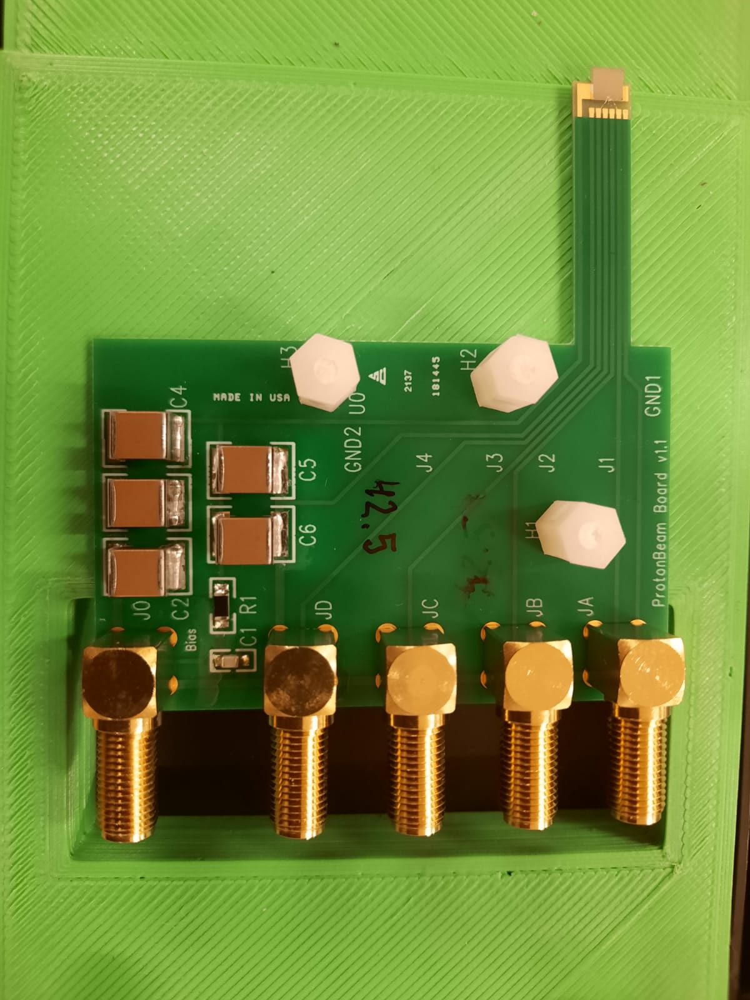 H3
H2
2137
181445
MADE IN USA
C4
U0
GND1
GND2
J4
J3
J2
J1
C5
42.5
C6
H1
ProtonBeam Board v1.1
J0
C2
R1
JD
JC
JB
JA
Bias
C1